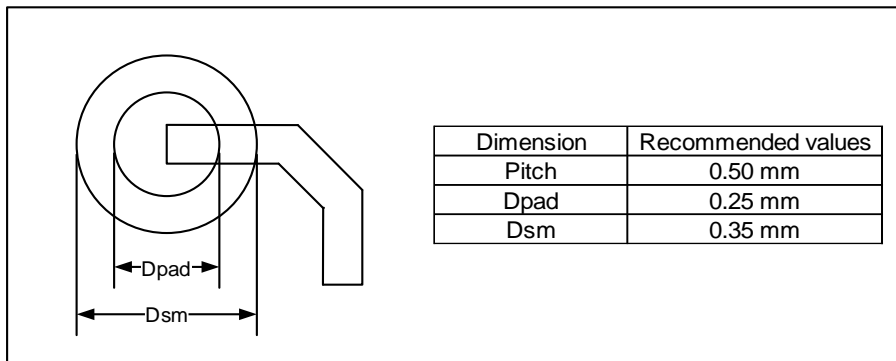 Dpad
Dsm
Dimension Recommended values
Pitch 0.50 mm
Dpad 0.25 mm
Dsm 0.35 mm